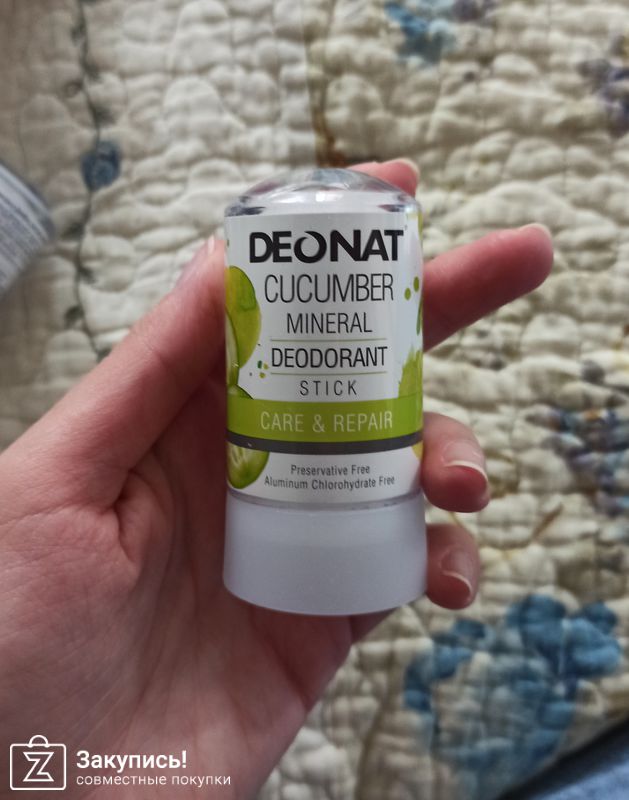 DEONAT
CUCUMBER
MINERAL
DEODORANT
STICK
CARE & REPAIR
Preservative Free
Aluminum Chlorohydrate Free
Закупись!
совместные покупки